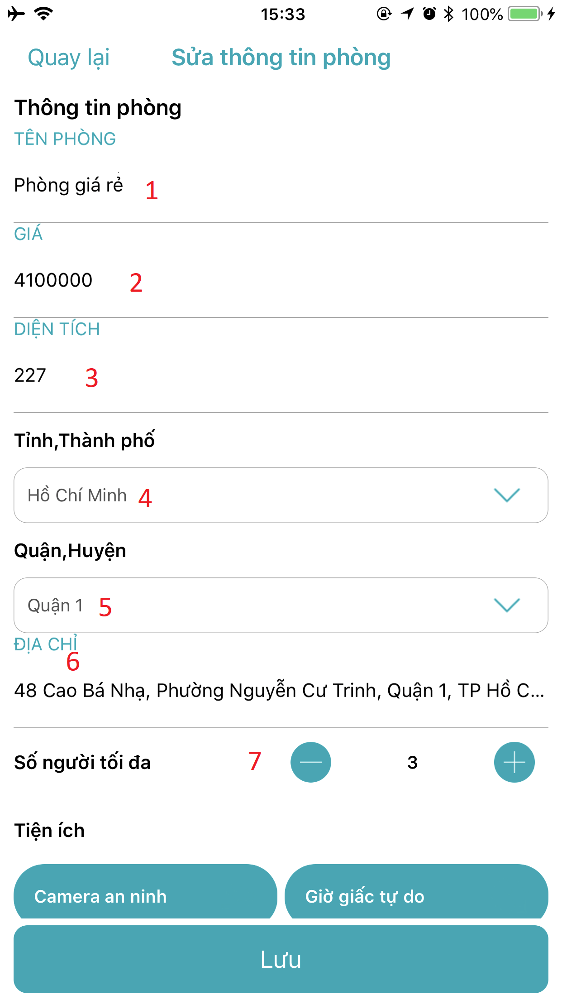 15:33 100%
Quay lại Sửa thông tin phòng
Thông tin phòng
TÊN PHÒNG
Phòng giá rẻ 1
GIÁ
4100000 2
DIỆN TÍCH
227 3
Tỉnh,Thành phố
Hồ Chí Minh 4
Quận,Huyện
Quận 1 5
ĐỊA CHỈ
6
48 Cao Bá Nhạ, Phường Nguyễn Cư Trinh, Quận 1, TP Hồ C...
Số người tối đa 7 3
Tiện ích
Camera an ninh Giờ giấc tự do
Lưu